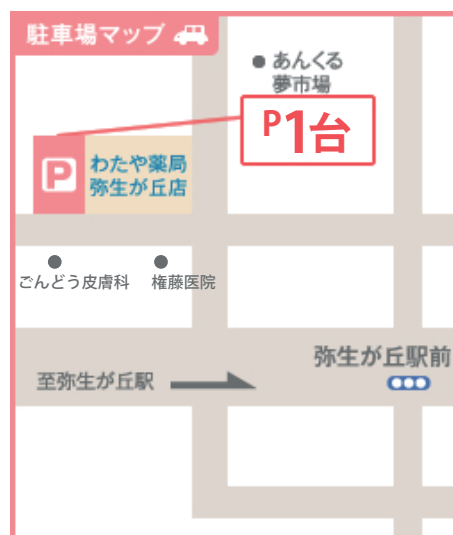 駐車場マップ
あんくる
夢市場
P1台
P
わたや薬局
弥生が丘店
ごんどう皮膚科
権藤医院
弥生が丘駅前
至弥生が丘駅